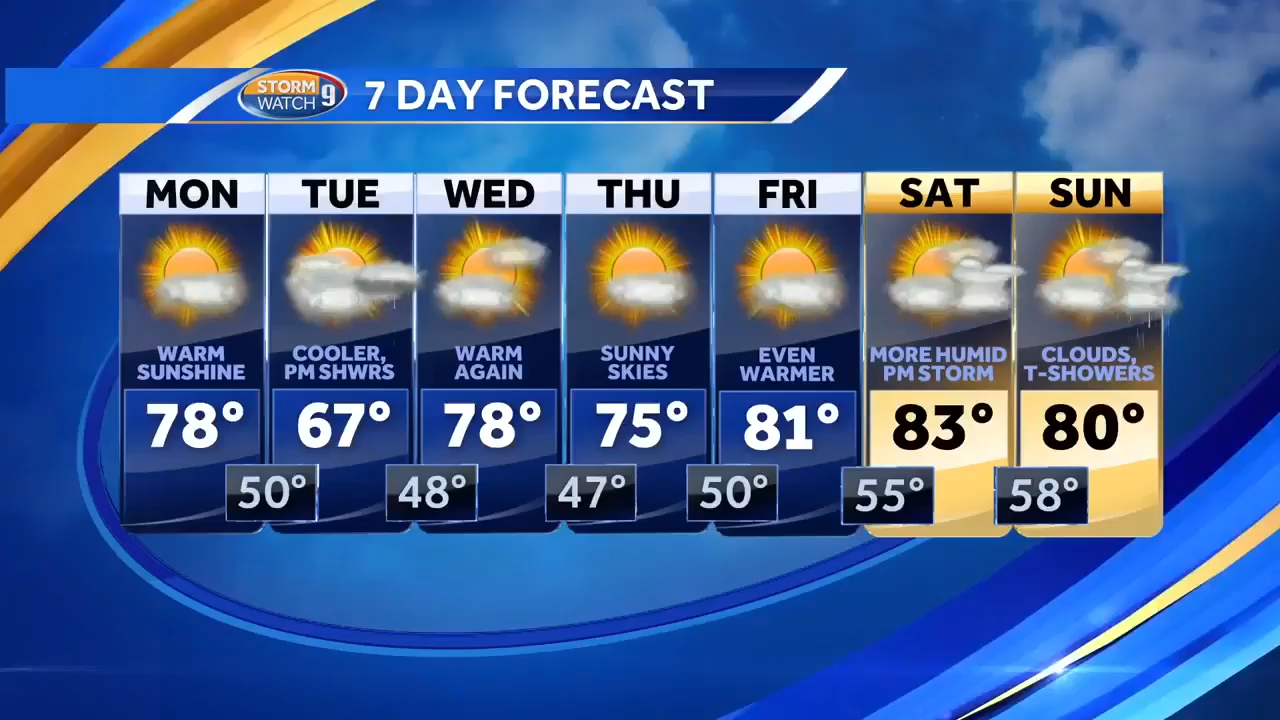 STORM
WATCH 9
7 DAY FORECAST
MON
TUE
WED
THU
FRI
SAT
SUN
WARM
SUNSHINE
COOLER,
PM SHWRS
WARM
AGAIN
SUNNY
SKIES
EVEN
WARMER
MORE HUMID
PM STORM
CLOUDS,
T-SHOWERS
78°
67°
78°
75°
81°
83°
80°
50°
48°
47°
50°
55°
58°